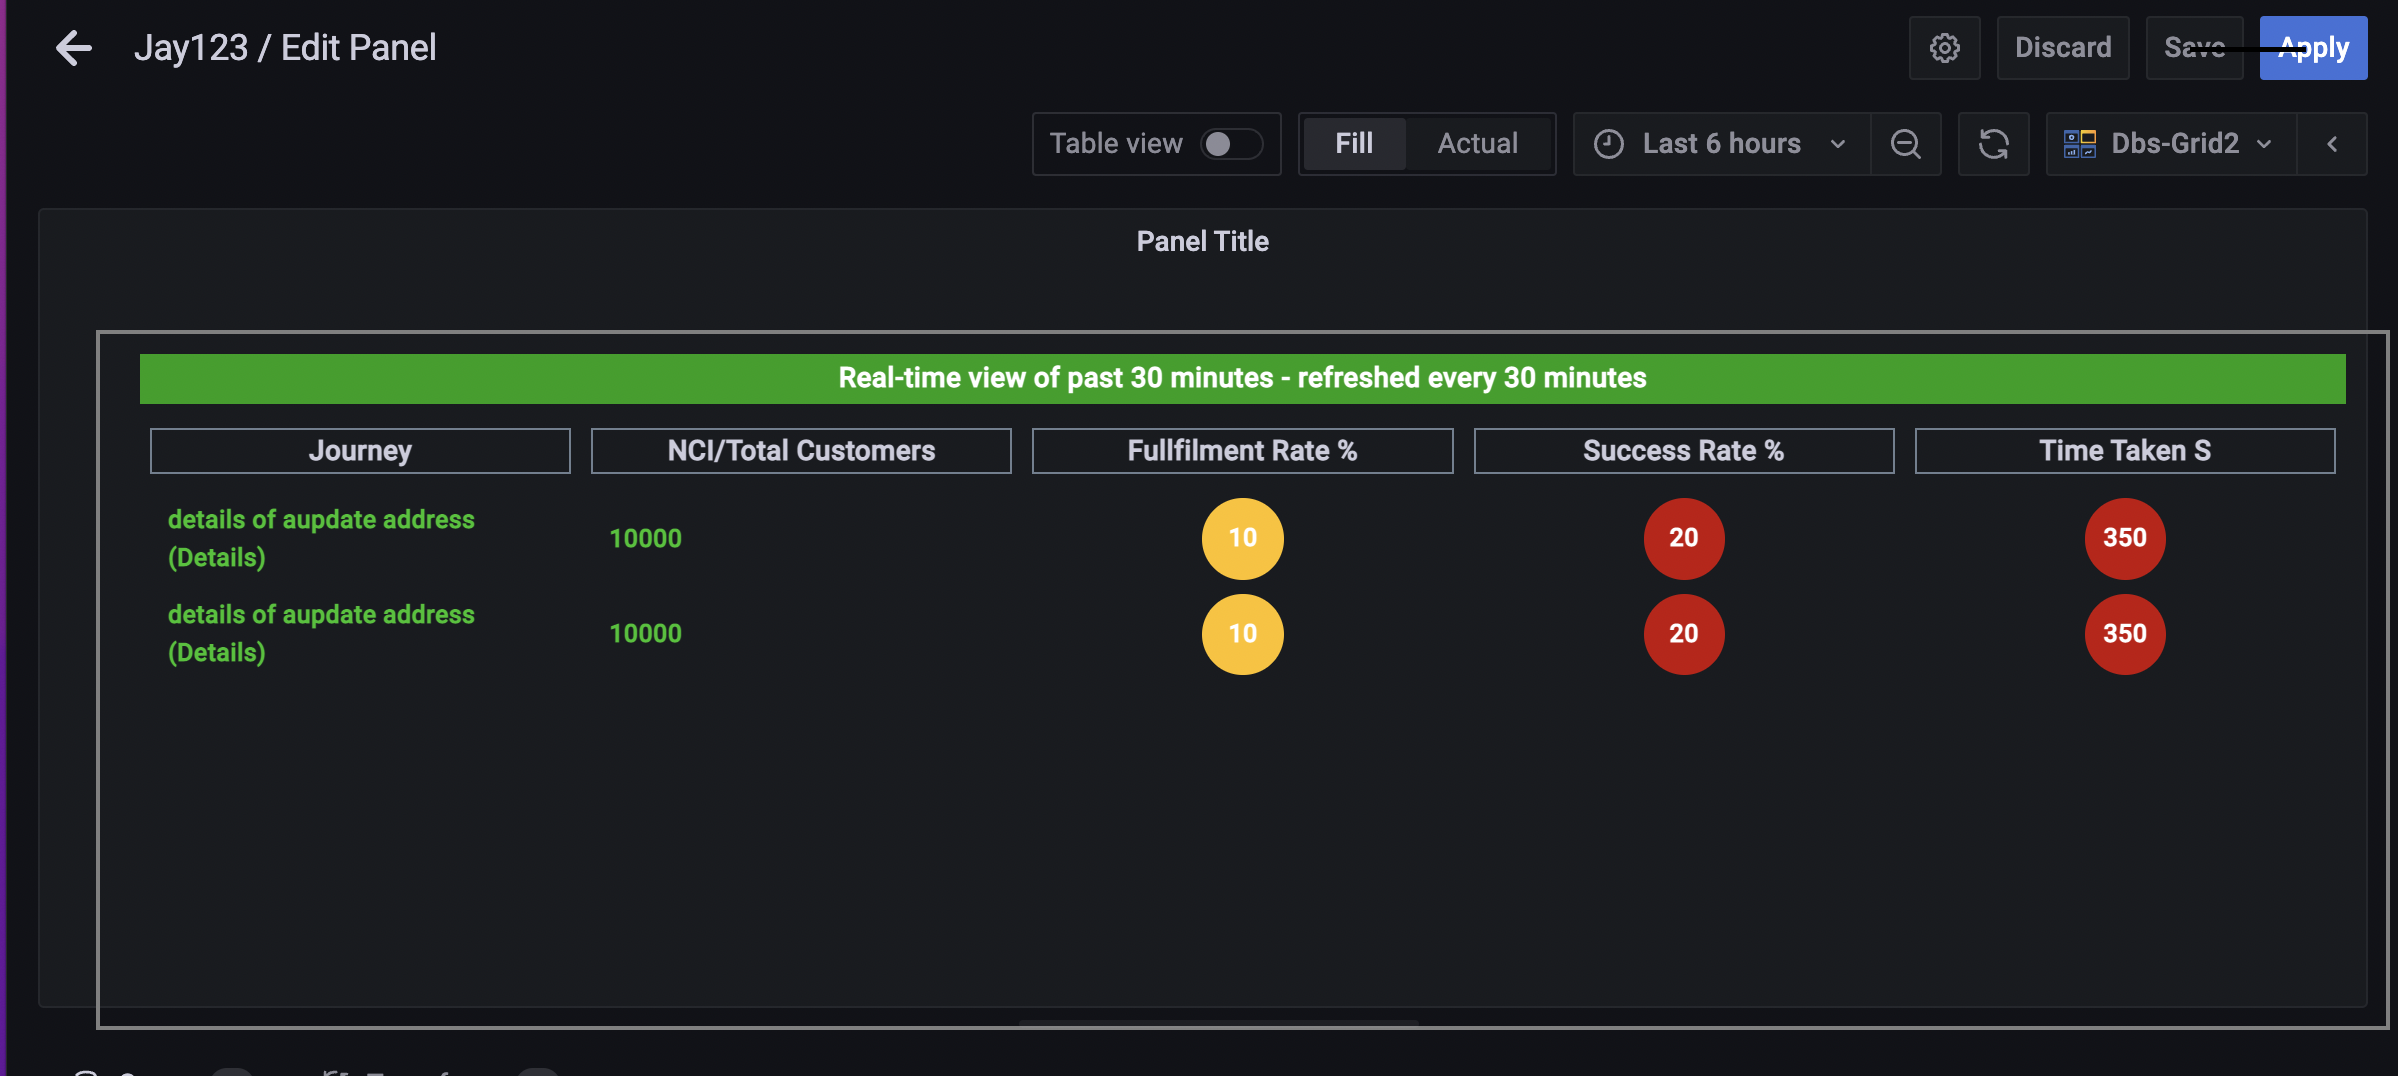 Jay123 / Edit Panel
Discard
Save
Apply
Table view
Fill
Actual
Last 6 hours
Dbs-Grid2
Panel Title
Real-time view of past 30 minutes - refreshed every 30 minutes
Journey
NCI/Total Customers
Fullfilment Rate %
Success Rate %
Time Taken S
details of aupdate address
(Details)
10000
10
20
350
details of aupdate address
(Details)
10000
10
20
350